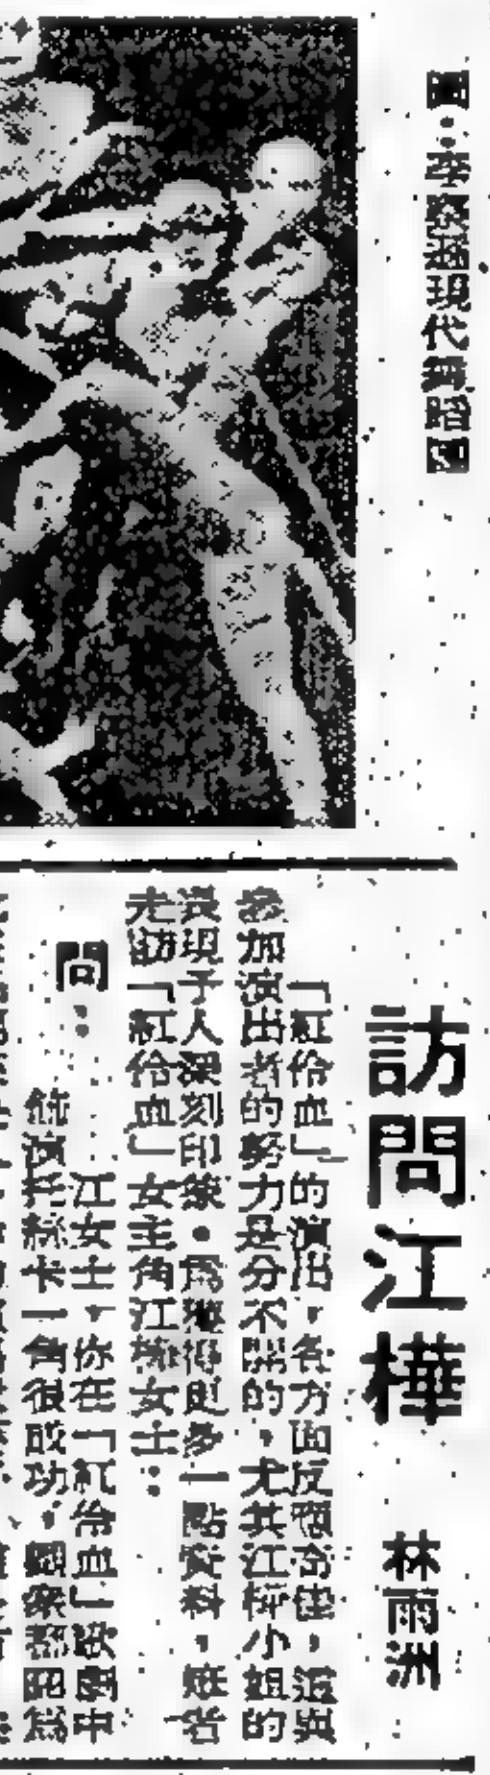 圖：李家疆現代舞蹈團
訪問江樺
林雨洲
「紅伶血」的演出，各方面反應奇佳，這與
參加演出者的努力是分不開的，尤其江樺小姐的
表現予人深刻印象。為獲得更多一點資料，
走訪「紅伶血」女主角江樺女士：
問：
江女士，你在「紅伶血」歌劇中
飾演托絲卡一角很成功，觀眾都認為